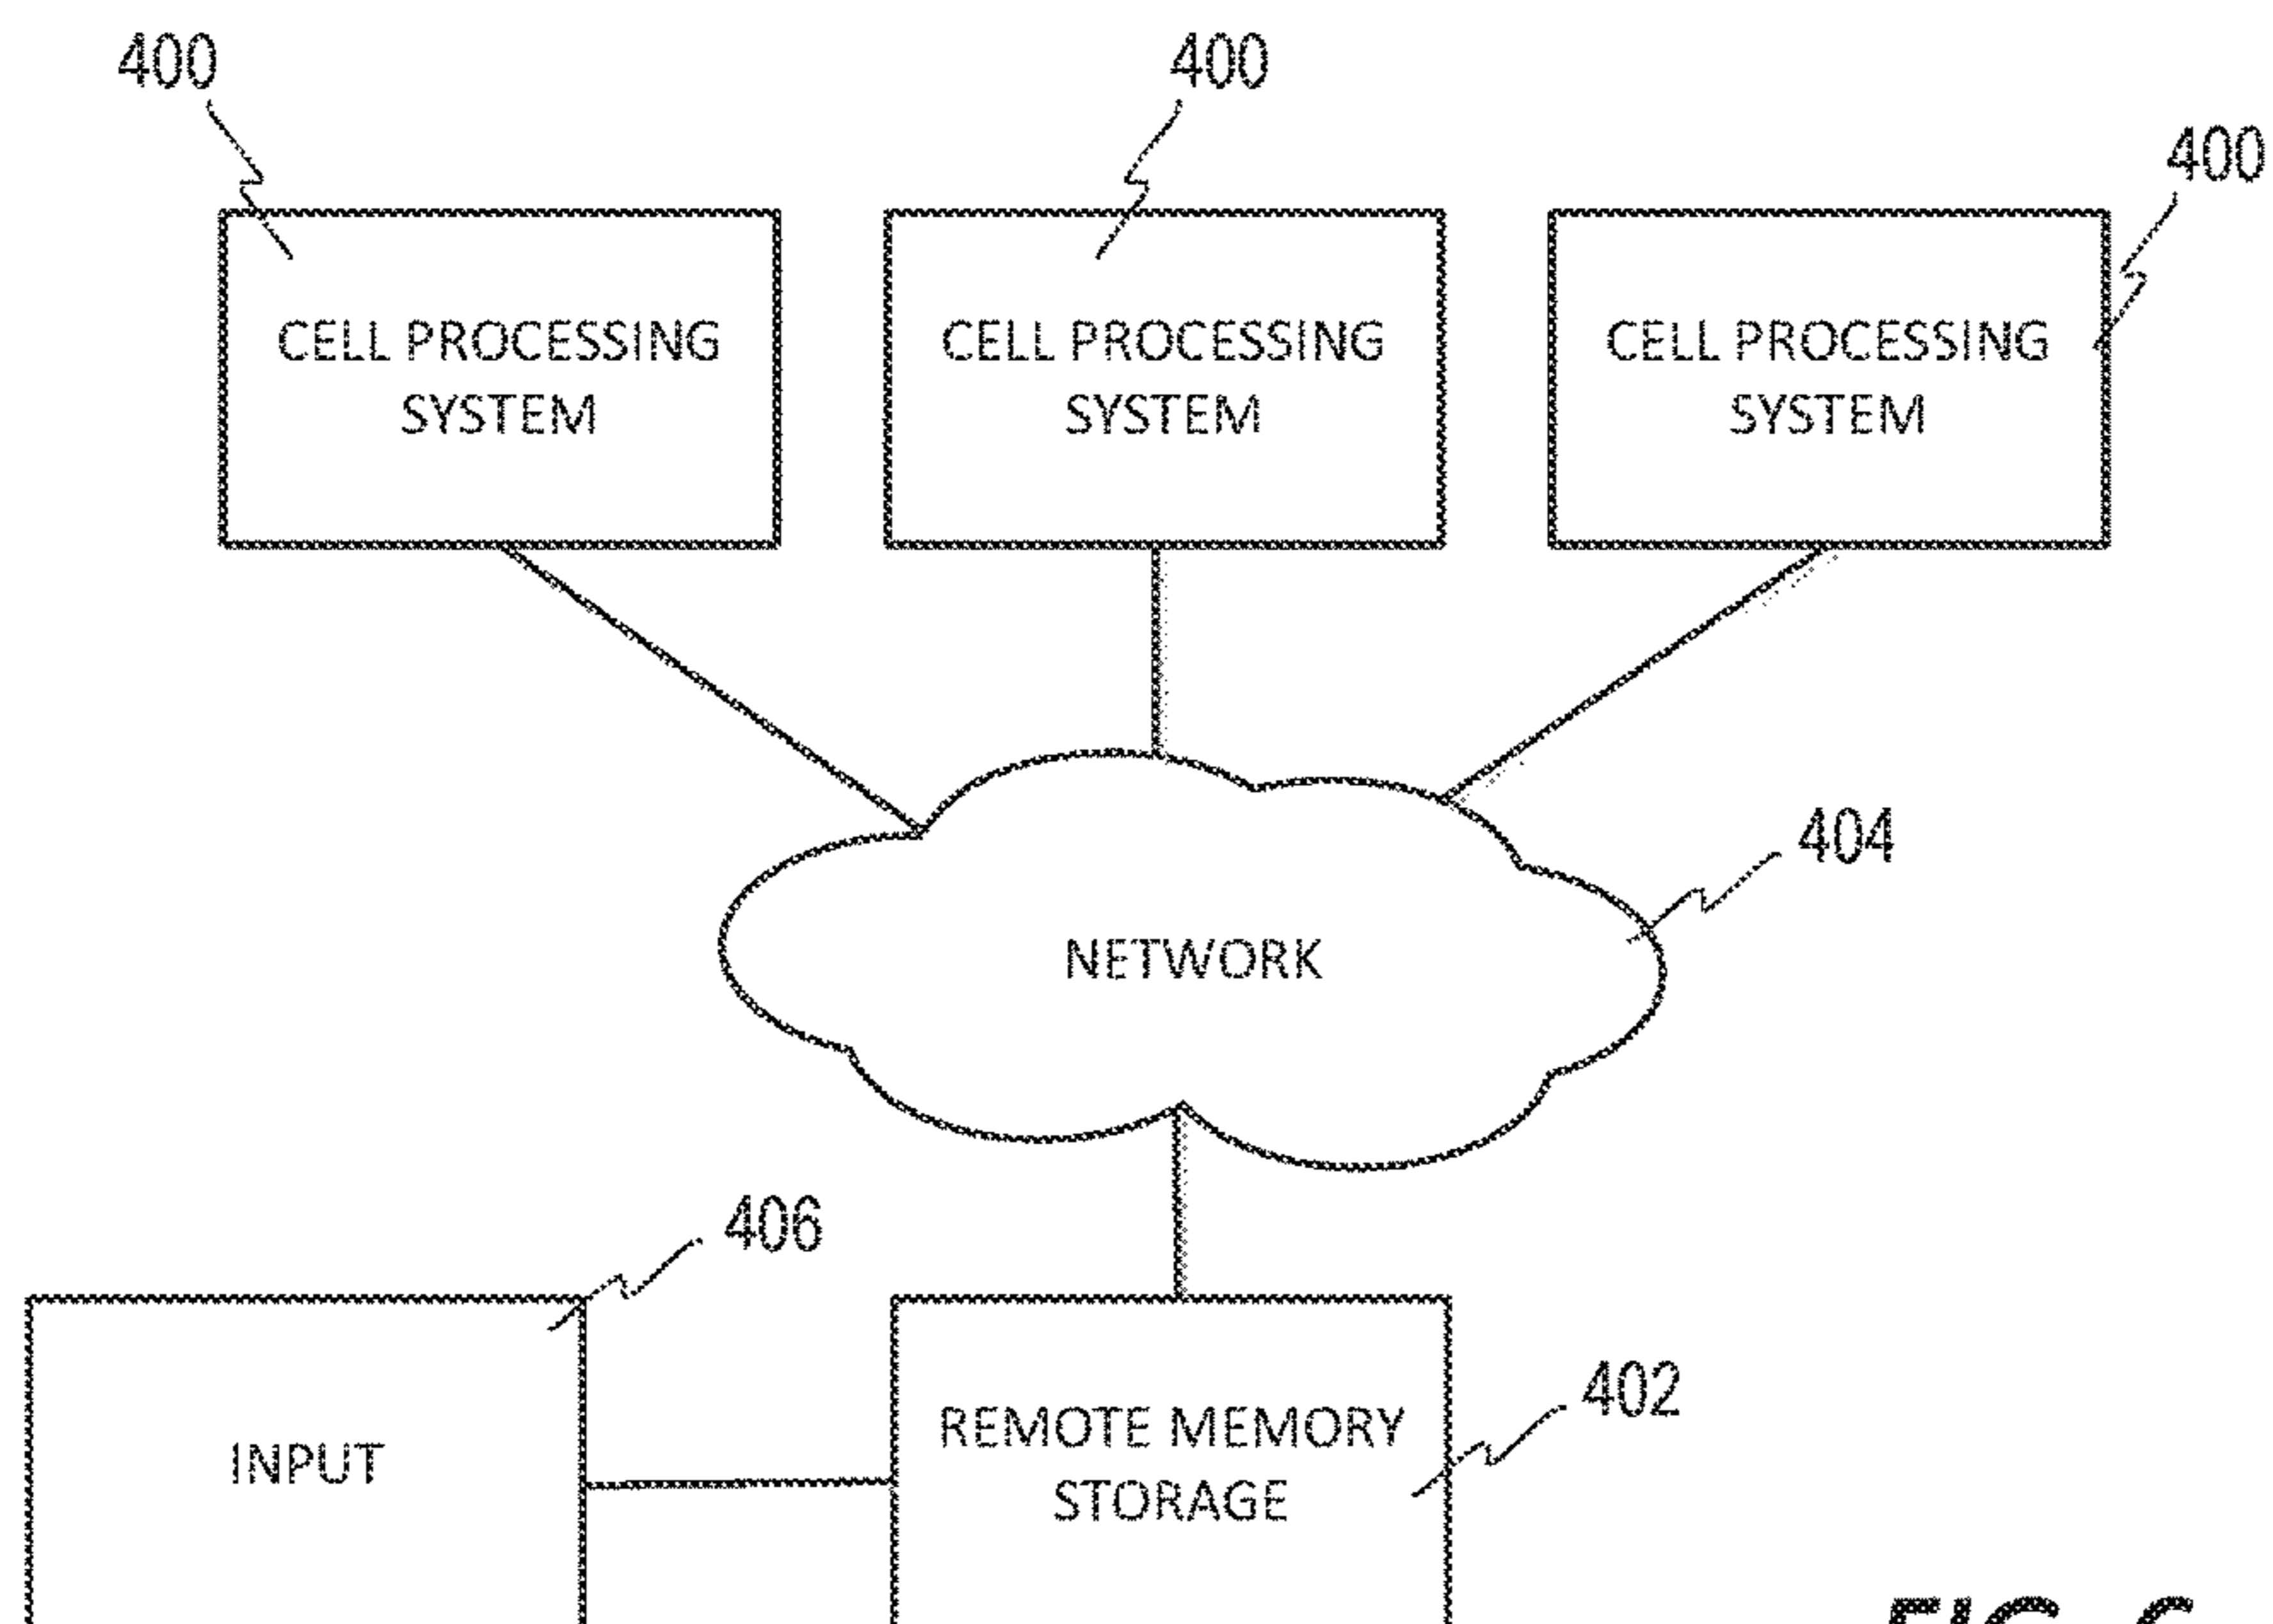 400
400
400
CELL PROCESSING
SYSTEM
CELL PROCESSING
SYSTEM
CELL PROCESSING
SYSTEM
404
NETWORK
406
402
INPUT
REMOTE MEMORY
STORAGE